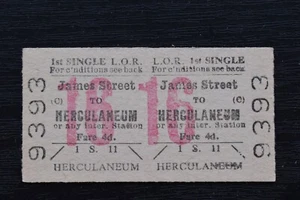 1st SINGLE L.O.R. L.O.R. 1st SINGLE
For c'nditions see back For c'nditions see back
James Street James Street
(C) TO (C) TO
HERCULANEUM HERCULANEUM
or any Inter. Station or any Inter. Station
Fare 4d. Fare 4d.
1 S. 11 1 S. 11
HERCULANEUM HERCULANEUM
9393
9393